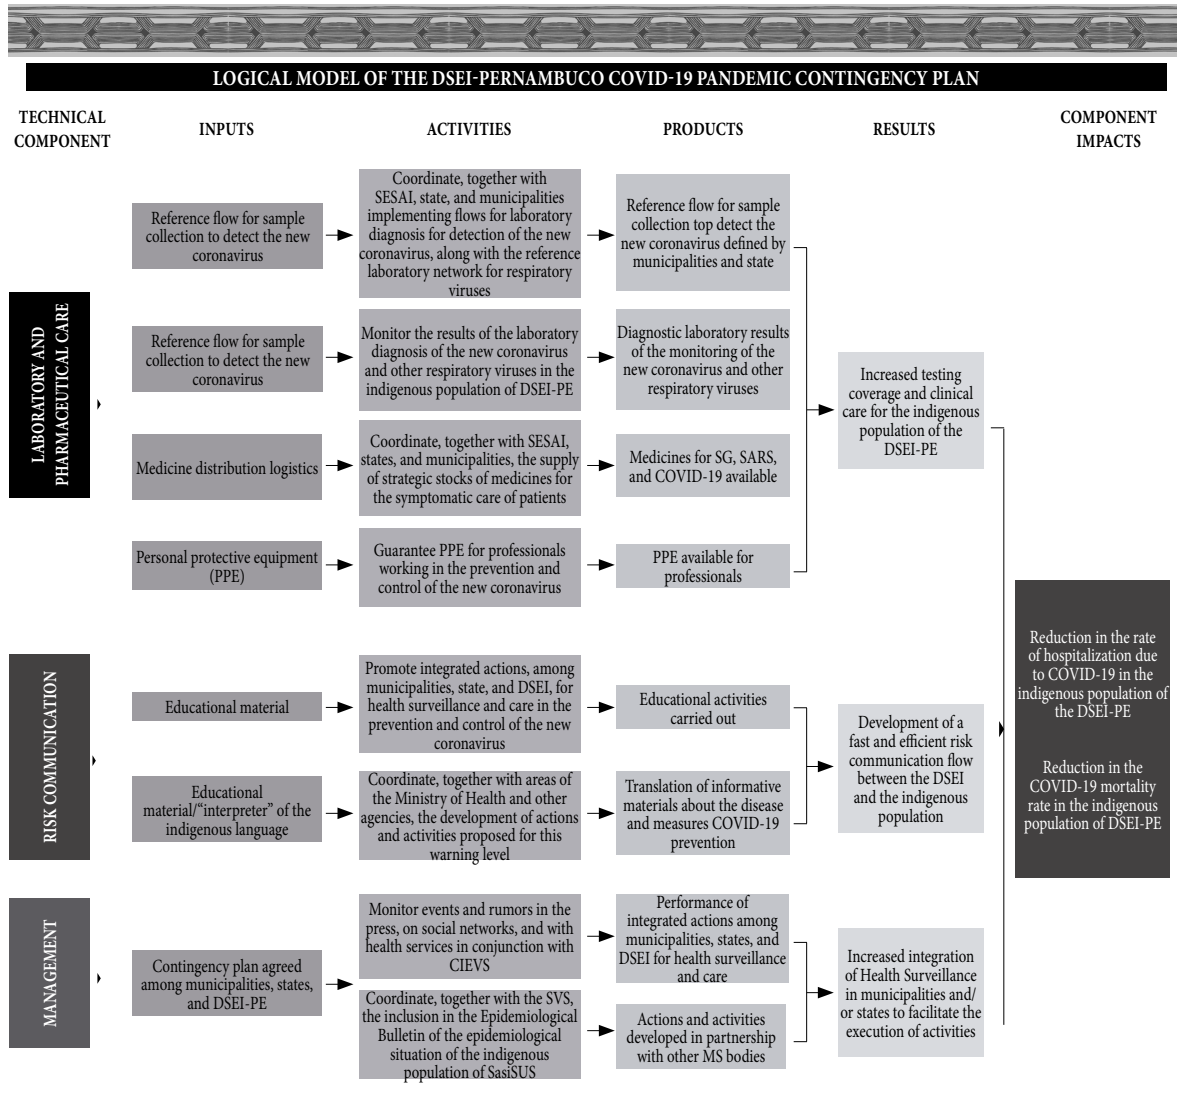 LOGICAL MODEL OF THE DSEI-PERNAMBUCO COVID-19 PANDEMIC CONTINGENCY PLAN
TECHNICAL
COMPONENT
INPUTS
ACTIVITIES
PRODUCTS
RESULTS
COMPONENT
IMPACTS
LABORATORY AND
PHARMACEUTICAL CARE
Reference flow for sample
collection to detect the new
coronavirus
Coordinate, together with
SESAI, state, and municipalities
implementing flows for laboratory
diagnosis for detection of the new
coronavirus, along with the reference
laboratory network for respiratory
viruses
Reference flow for sample
collection top detect the
new coronavirus defined by
municipalities and state
Reference flow for sample
collection to detect the new
coronavirus
Monitor the results of the laboratory
diagnosis of the new coronavirus
and other respiratory viruses in the
indigenous population of DSEI-PE
Diagnostic laboratory results
of the monitoring of the
new coronavirus and other
respiratory viruses
Medicine distribution logistics
Coordinate, together with SESAI,
states, and municipalities, the supply
of strategic stocks of medicines for
the symptomatic care of patients
Medicines for SG, SARS,
and COVID-19 available
Personal protective equipment
(PPE)
Guarantee PPE for professionals
working in the prevention and
control of the new coronavirus
PPE available for
professionals
Increased testing
coverage and clinical
care for the indigenous
population of the
DSEI-PE
RISK COMMUNICATION
Educational material
Promote integrated actions, among
municipalities, state, and DSEI, for
health surveillance and care in the
prevention and control of the new
coronavirus
Educational activities
carried out
Educational
material/"interpreter" of the
indigenous language
Coordinate, together with areas of
the Ministry of Health and other
agencies, the development of actions
and activities proposed for this
warning level
Translation of informative
materials about the disease
and measures COVID-19
prevention
Development of a
fast and efficient risk
communication flow
between the DSEI
and the indigenous
population
MANAGEMENT
Contingency plan agreed
among municipalities, states,
and DSEI-PE
Monitor events and rumors in the
press, on social networks, and with
health services in conjunction with
CIEVS
Performance of
integrated actions among
municipalities, states, and
DSEI for health surveillance
and care
Coordinate, together with the SVS,
the inclusion in the Epidemiological
Bulletin of the epidemiological
situation of the indigenous
population of SasiSUS
Actions and activities
developed in partnership
with other MS bodies
Increased integration
of Health Surveillance
in municipalities and/
or states to facilitate the
execution of activities
Reduction in the rate
of hospitalization due
to COVID-19 in the
indigenous population of
the DSEI-PE
Reduction in the
COVID-19 mortality
rate in the indigenous
population of DSEI-PE